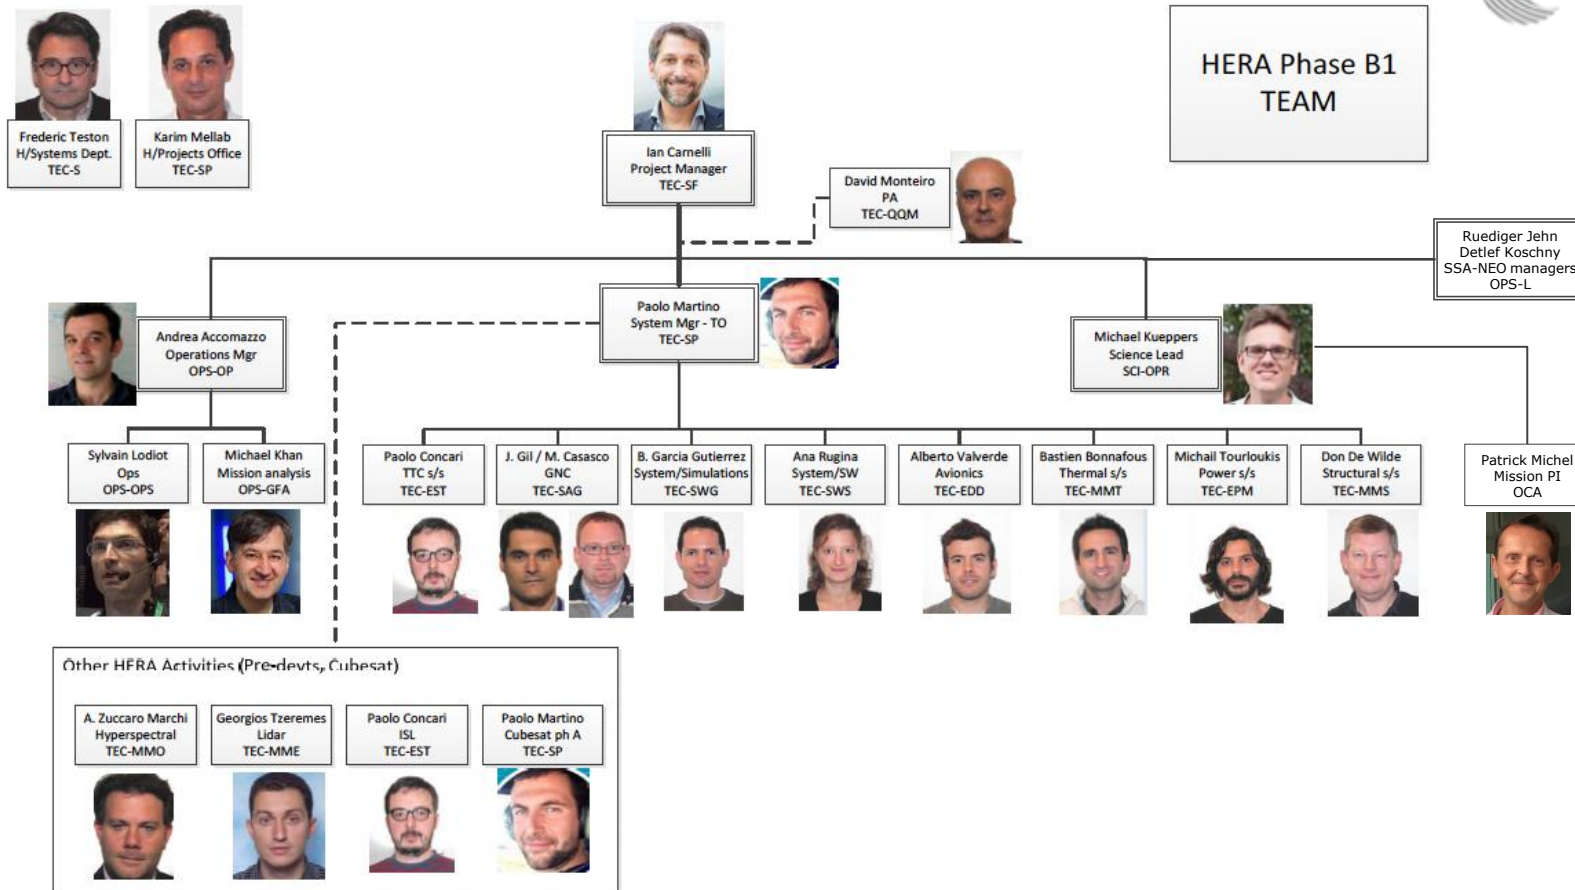 HERA Phase B1
TEAM
Frederic Teston
H/Systems Dept.
TEC-S
Karim Mellab
H/Projects Office
TEC-SP
Ian Carnelli
Project Manager
TEC-SF
David Monteiro
PA
TEC-QQM
Ruediger Jehn
Detlef Koschny
SSA-NEO managers
OPS-L
Andrea Accomazzo
Operations Mgr
OPS-OP
Paolo Martino
System Mgr - TO
TEC-SP
Michael Kueppers
Science Lead
SCI-OPR
Sylvain Lodiot
Ops
OPS-OPS
Michael Khan
Mission analysis
OPS-GFA
Paolo Concari
TTC s/s
TEC-EST
J. Gil / M. Casasco
GNC
TEC-SAG
B. Garcia Gutierrez
System/Simulations
TEC-SWG
Ana Rugina
System/SW
TEC-SWS
Alberto Valverde
Avionics
TEC-EDD
Bastien Bonnafous
Thermal s/s
TEC-MMT
Michail Tourloukis
Power s/s
TEC-EPM
Don De Wilde
Structural s/s
TEC-MMS
Patrick Michel
Mission PI
OCA
Other HERA Activities (Pre-devts, Cubesat)
A. Zuccaro Marchi
Hyperspectral
TEC-MMO
Georgios Tzeremes
Lidar
TEC-MME
Paolo Concari
ISL
TEC-EST
Paolo Martino
Cubesat ph A
TEC-SP